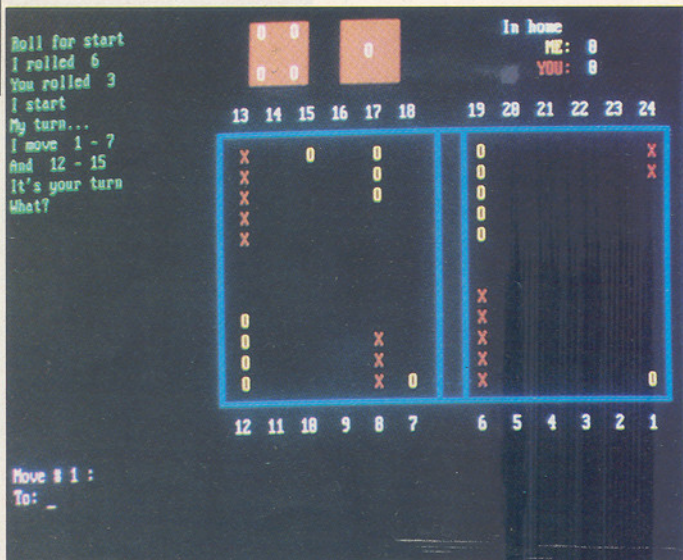 Roll for start
I rolled 6
You rolled 3
I start
My turn...
I move 1 - 7
And 12 - 15
It's your turn
What?
In home
ME: 0
YOU: 0
13 14 15 16 17 18 19 20 21 22 23 24
X O O O X
X O O X
X O O
X O
X O
X
O X
O X X
O X X
O X O X O
12 11 10 9 8 7 6 5 4 3 2 1
Move # 1 :
To: _